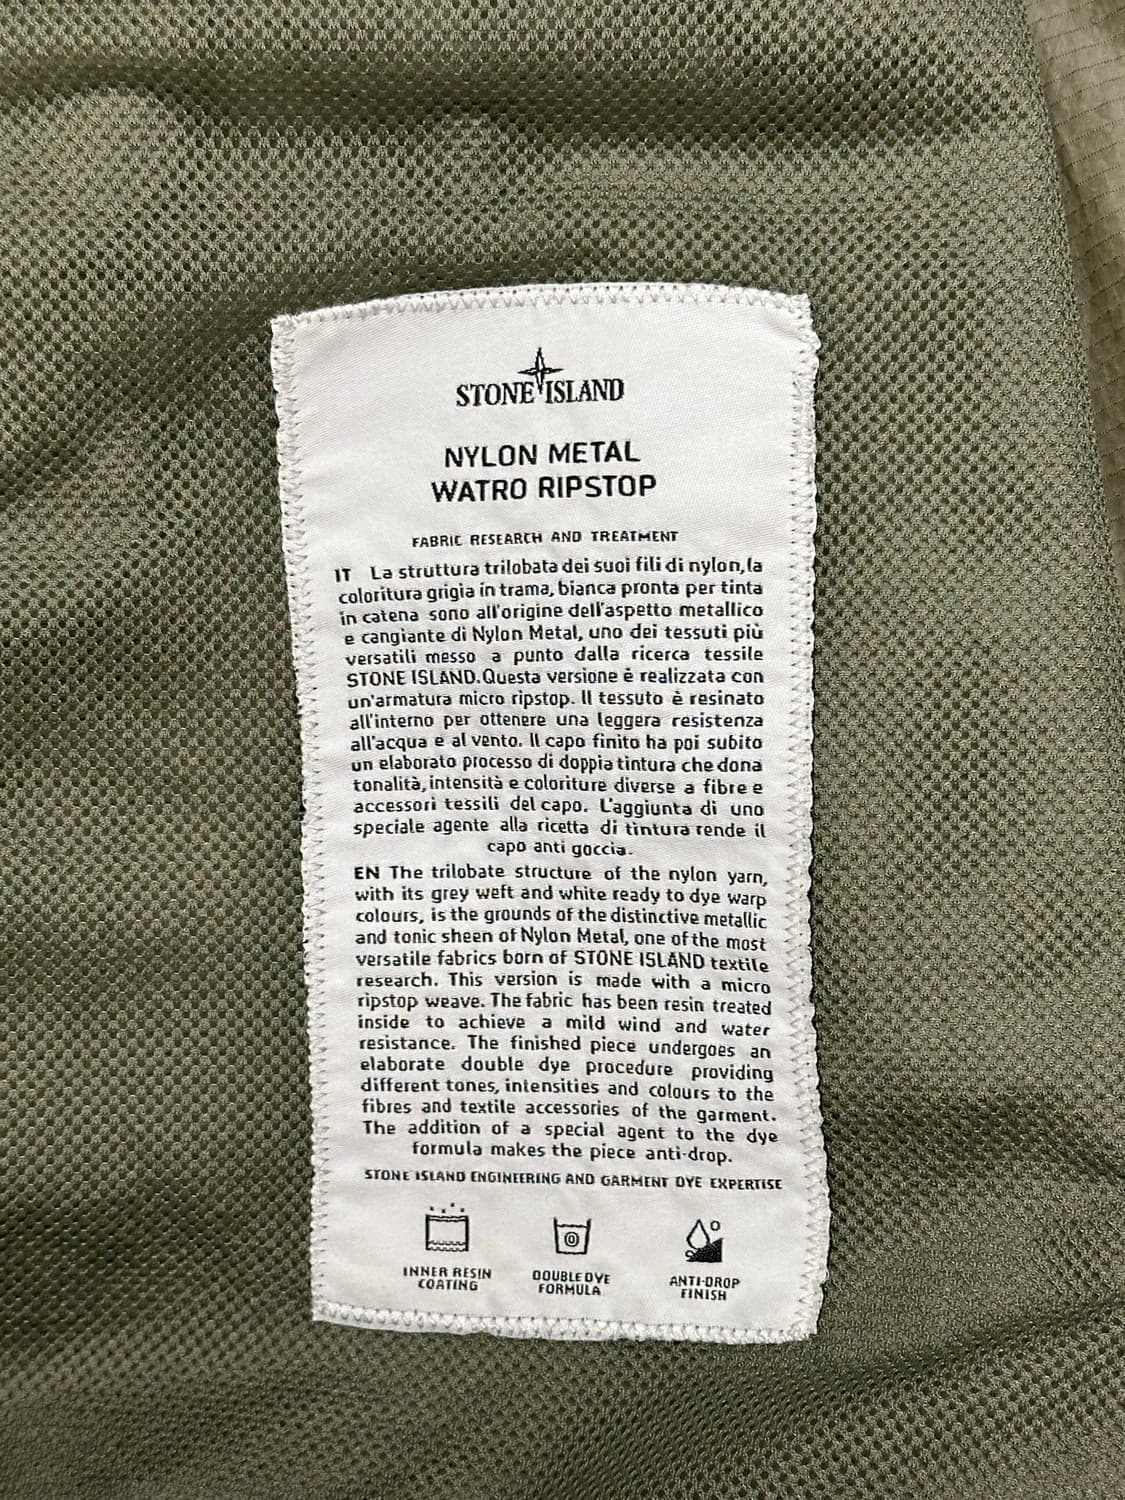 STONE ISLAND
NYLON METAL
WATRO RIPSTOP
FABRIC RESEARCH AND TREATMENT
IT La struttura trilobata dei suoi fili di nylon, la
coloritura grigia in trama, bianca pronta per tinta
in catena sono all'origine dell'aspetto metallico
e cangiante di Nylon Metal, uno dei tessuti più
versatili messo a punto dalla ricerca tessile
STONE ISLAND. Questa versione è realizzata con
un'armatura micro ripstop. Il tessuto è resinato
all'interno per ottenere una leggera resistenza
all'acqua e al vento. Il capo finito ha poi subito
un elaborato processo di doppia tintura che dona
tonalità, intensità e coloriture diverse a fibre e
accessori tessili del capo. L'aggiunta di uno
speciale agente alla ricetta di tintura rende il
capo anti goccia.
EN The trilobate structure of the nylon yarn,
with its grey weft and white ready to dye warp
colours, is the grounds of the distinctive metallic
and tonic sheen of Nylon Metal, one of the most
versatile fabrics born of STONE ISLAND textile
research. This version is made with a micro
ripstop weave. The fabric has been resin treated
inside to achieve a mild wind and water
resistance. The finished piece undergoes an
elaborate double dye procedure providing
different tones, intensities and colours to the
fibres and textile accessories of the garment.
The addition of a special agent to the dye
formula makes the piece anti-drop.
STONE ISLAND ENGINEERING AND GARMENT DYE EXPERTISE
INNER RESIN
COATING
DOUBLE DYE
FORMULA
ANTI-DROP
FINISH